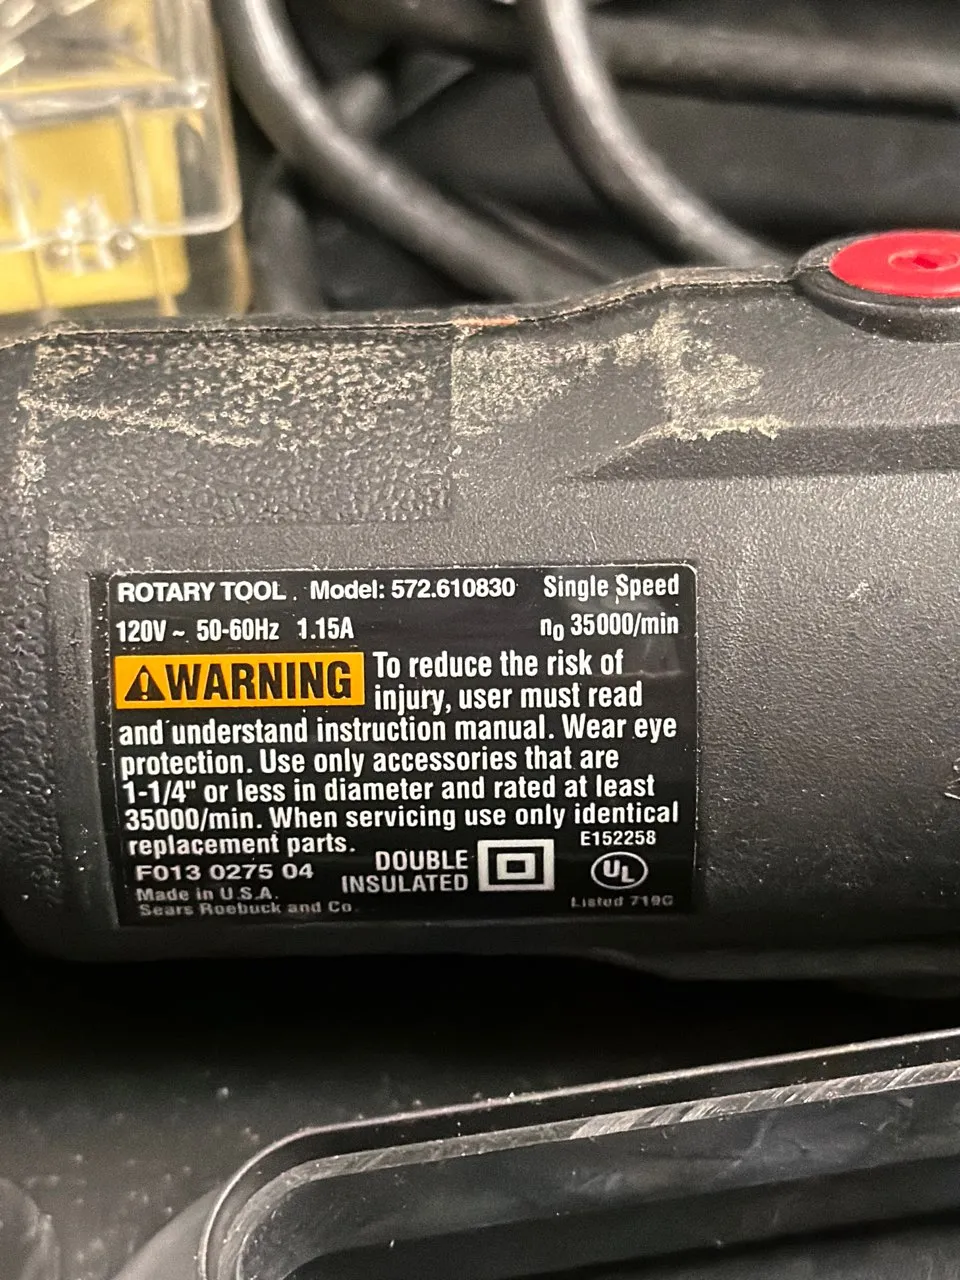 ROTARY TOOL Model: 572.610830 Single Speed
120V ~ 50-60Hz 1.15A n₀ 35000/min
⚠WARNING To reduce the risk of
injury, user must read
and understand instruction manual. Wear eye
protection. Use only accessories that are
1-1/4" or less in diameter and rated at least
35000/min. When servicing use only identical
replacement parts.
E152258
F013 0275 04
DOUBLE
INSULATED
UL
Made in U.S.A.
Sears Roebuck and Co.
Listed 719G